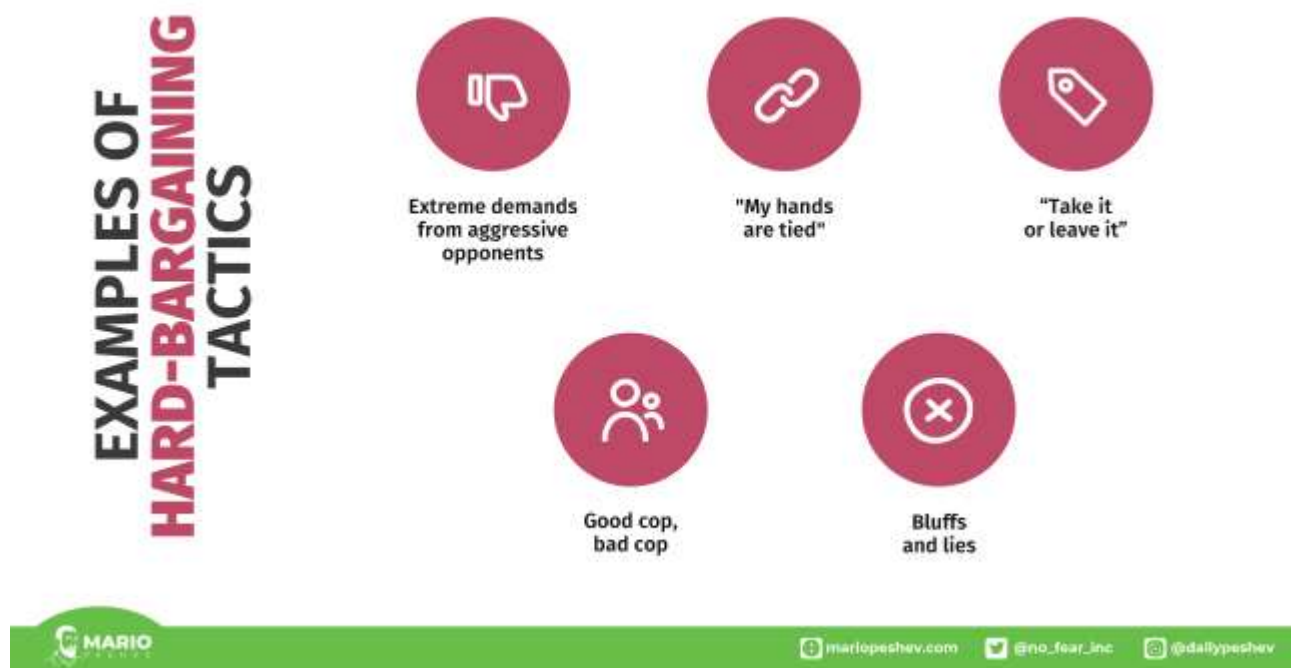 EXAMPLES OF
HARD-BARGAINING
TACTICS
Extreme demands
from aggressive
opponents
"My hands
are tied"
“Take it
or leave it”
Good cop,
bad cop
Bluffs
and lies
MARIO
mariopeshev.com
@no_fear_inc
@dailypeshev